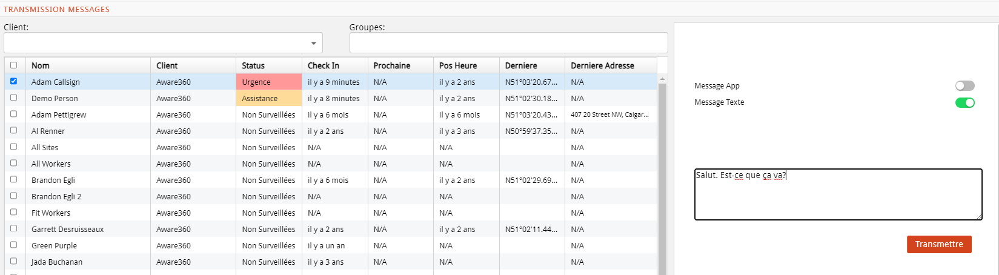 TRANSMISSION MESSAGES
Client:
Groupes:
Nom Client Status Check In Prochaine Pos Heure Derniere Derniere Adresse
Adam Callsign Aware360 Urgence il y a 9 minutes N/A il y a 2 ans N51°03'20.67... N/A
Demo Person Aware360 Assistance il y a 8 minutes N/A il y a 2 ans N51°02'30.18... N/A
Adam Pettigrew Aware360 Non Surveillées il y a 6 mois N/A il y a 6 mois N51°03'20.43... 407 20 Street NW, Calgar...
Al Renner Aware360 Non Surveillées il y a 2 ans N/A il y a 3 ans N50°59'37.35... N/A
All Sites Aware360 Non Surveillées N/A N/A N/A N/A
All Workers Aware360 Non Surveillées N/A N/A N/A N/A
Brandon Egli Aware360 Non Surveillées il y a 6 mois N/A il y a 2 ans N51°02'29.69... N/A
Brandon Egli 2 Aware360 Non Surveillées N/A N/A N/A N/A
Fit Workers Aware360 Non Surveillées N/A N/A N/A N/A
Garrett Desruisseaux Aware360 Non Surveillées il y a 2 ans N/A il y a 2 ans N51°02'11.44... N/A
Green Purple Aware360 Non Surveillées il y a un an N/A N/A N/A
Jada Buchanan Aware360 Non Surveillées il y a 3 ans N/A N/A N/A
Message App
Message Texte
Salut. Est-ce que ça va?
Transmettre